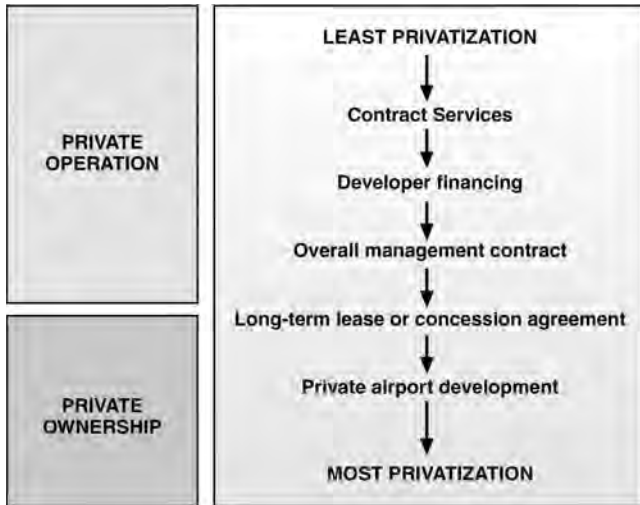 PRIVATE
OPERATION
PRIVATE
OWNERSHIP
LEAST PRIVATIZATION
Contract Services
Developer financing
Overall management contract
Long-term lease or concession agreement
Private airport development
MOST PRIVATIZATION